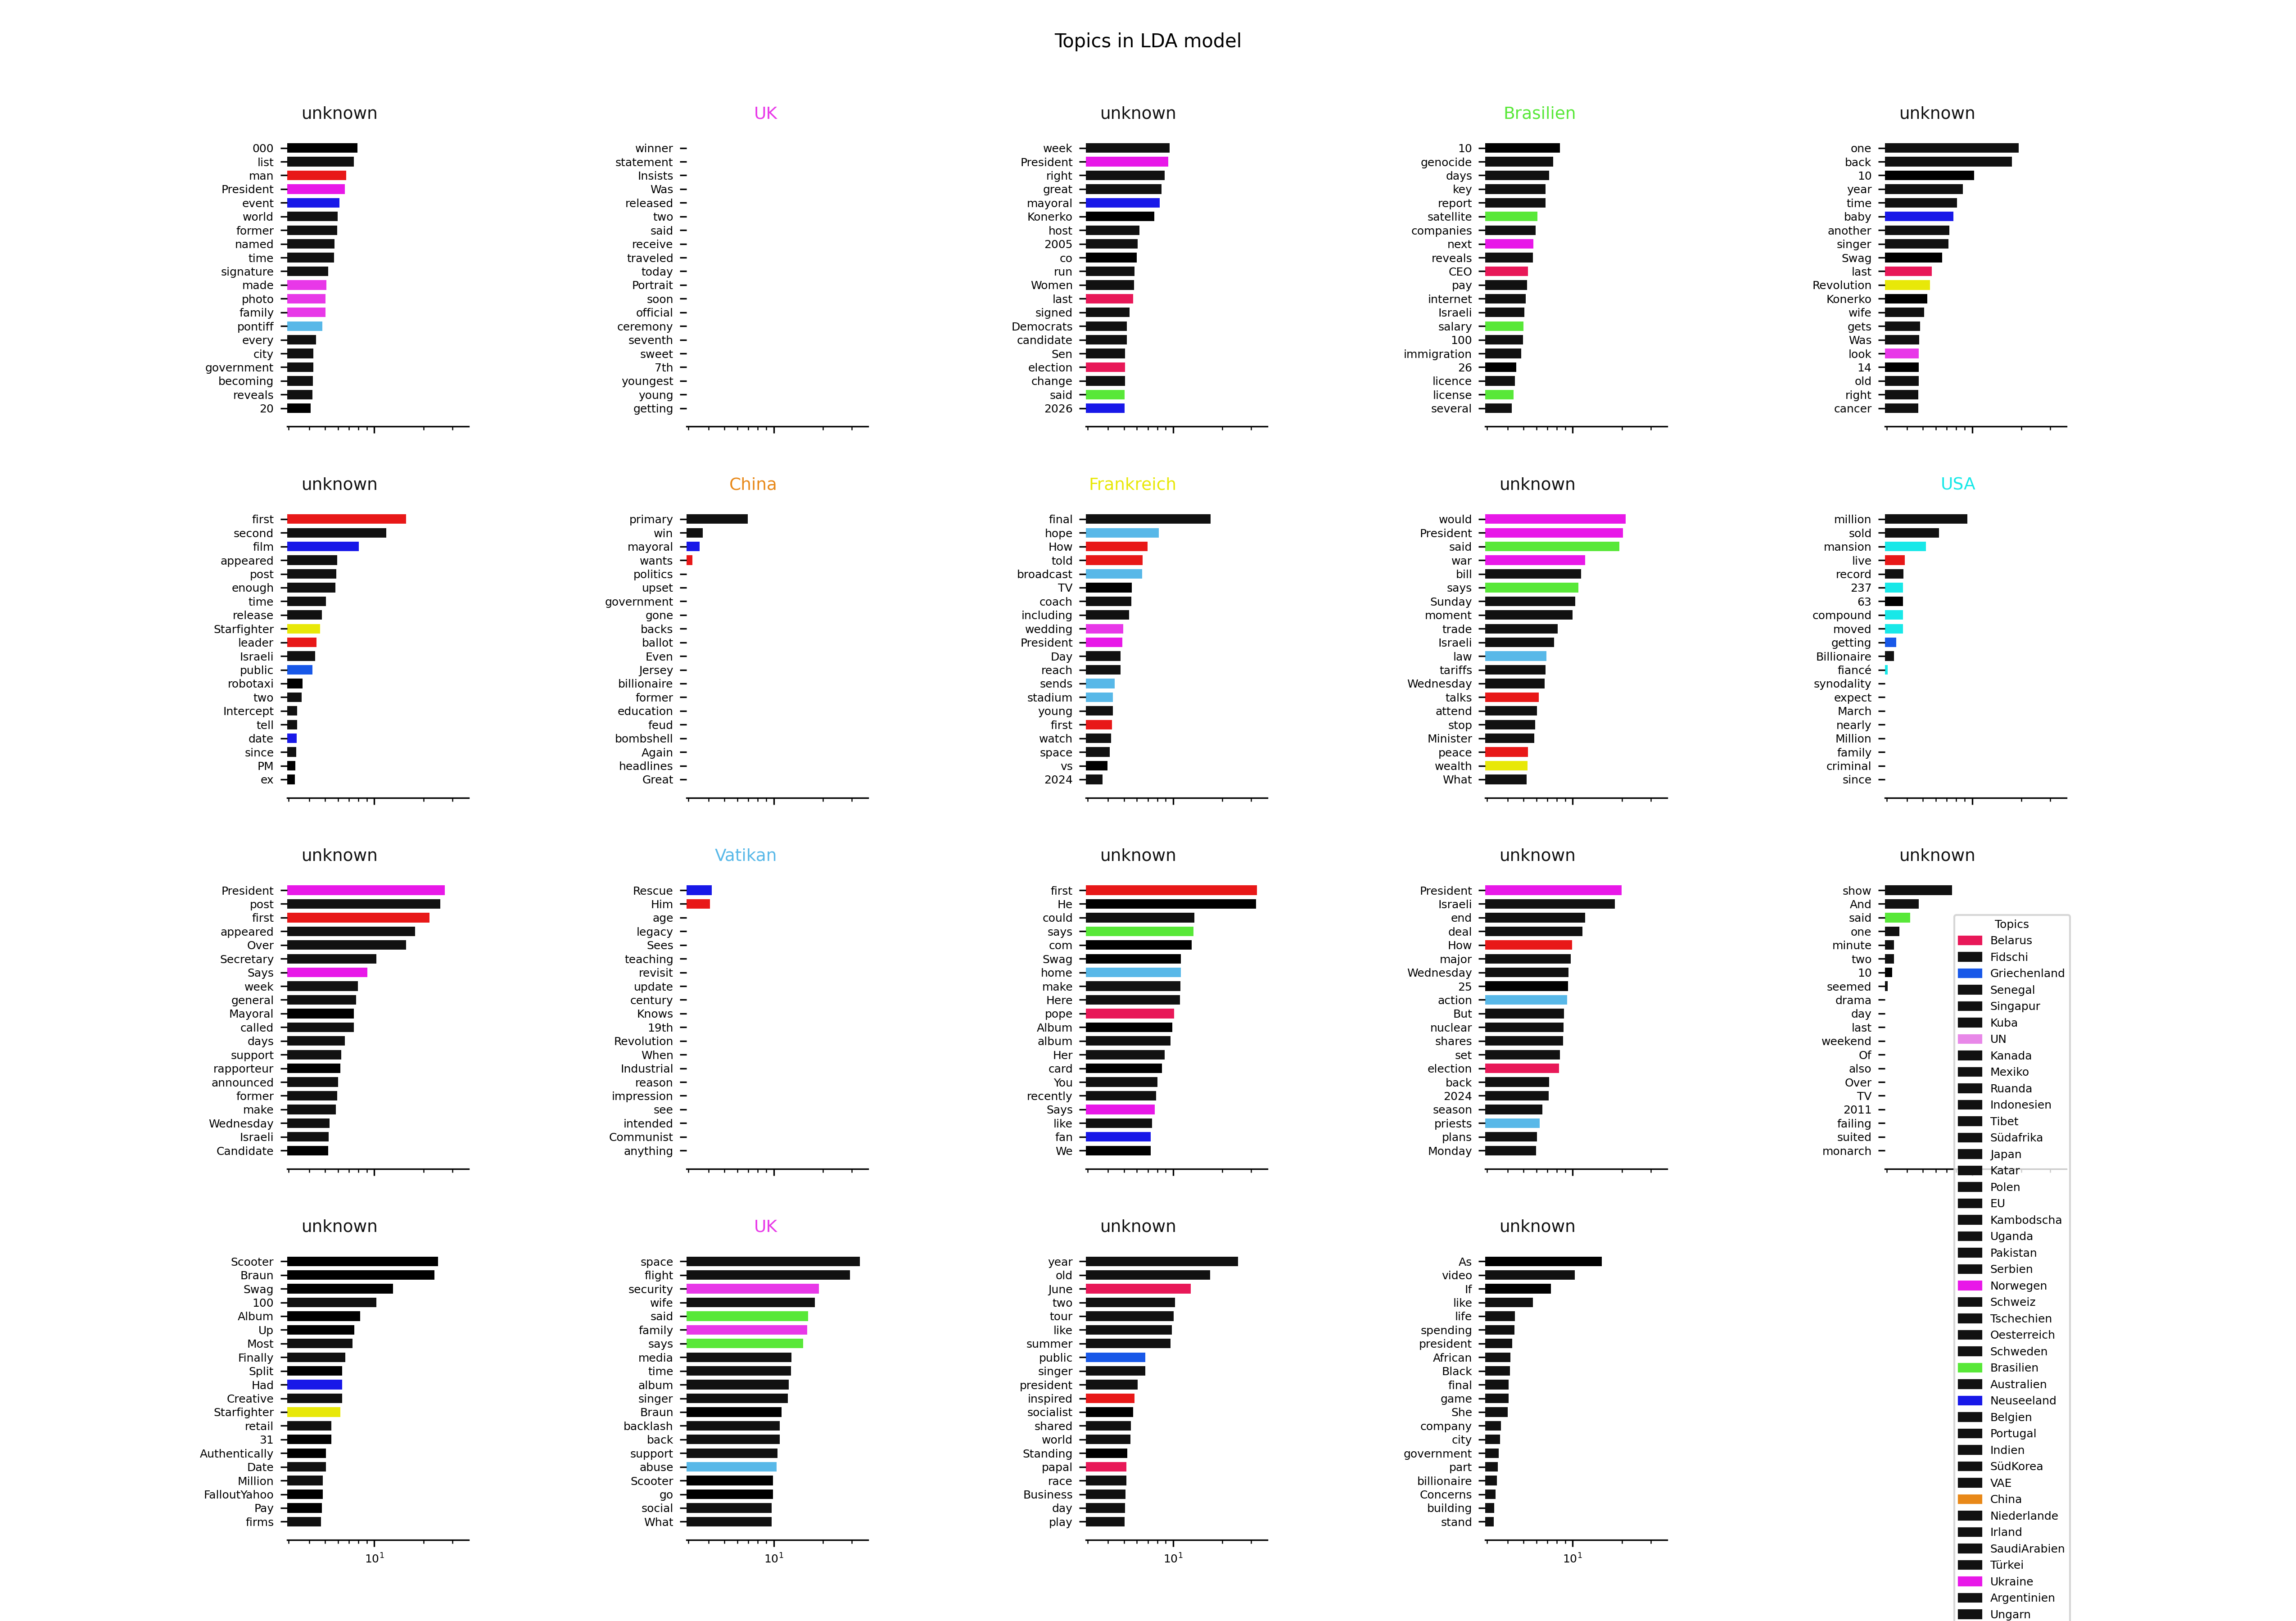 Topics in LDA model
unknown
000
list
man
President
event
world
former
named
time
signature
made
photo
family
pontiff
every
city
government
becoming
reveals
20
UK
winner
statement
Insists
Was
released
two
said
receive
traveled
today
Portrait
soon
official
ceremony
seventh
sweet
7th
youngest
young
getting
unknown
week
President
right
great
mayoral
Konerko
host
2005
co
run
Women
last
signed
Democrats
candidate
Sen
election
change
said
2026
Brasilien
10
genocide
days
key
report
satellite
companies
next
reveals
CEO
pay
internet
Israeli
salary
100
immigration
26
licence
license
several
unknown
one
back
10
year
time
baby
another
singer
Swag
last
Revolution
Konerko
wife
gets
Was
look
14
old
right
cancer
unknown
first
second
film
appeared
post
enough
time
release
Starfighter
leader
Israeli
public
robotaxi
two
Intercept
tell
date
since
PM
ex
China
primary
win
mayoral
wants
politics
upset
government
gone
backs
ballot
Even
Jersey
billionaire
former
education
feud
bombshell
Again
headlines
Great
Frankreich
final
hope
How
told
broadcast
TV
coach
including
wedding
President
Day
reach
sends
stadium
young
first
watch
space
vs
2024
unknown
would
President
said
war
bill
says
Sunday
moment
trade
Israeli
law
tariffs
Wednesday
talks
attend
stop
Minister
peace
wealth
What
USA
million
sold
mansion
live
record
237
63
compound
moved
getting
Billionaire
fiancé
synodality
expect
March
nearly
Million
family
criminal
since
unknown
President
post
first
appeared
Over
Secretary
Says
week
general
Mayoral
called
days
support
rapporteur
announced
former
make
Wednesday
Israeli
Candidate
Vatikan
Rescue
Him
age
legacy
Sees
teaching
revisit
update
century
Knows
19th
Revolution
When
Industrial
reason
impression
see
intended
Communist
anything
unknown
first
He
could
says
com
Swag
home
make
Here
pope
Album
album
Her
card
You
recently
Says
like
fan
We
unknown
President
Israeli
end
deal
How
major
Wednesday
25
action
But
nuclear
shares
set
election
back
2024
season
priests
plans
Monday
unknown
show
And
said
one
minute
two
10
seemed
drama
day
last
weekend
Of
also
Over
TV
2011
failing
suited
monarch
unknown
Scooter
Braun
Swag
100
Album
Up
Most
Finally
Split
Had
Creative
Starfighter
retail
31
Authentically
Date
Million
FalloutYahoo
Pay
firms
10¹
UK
space
flight
security
wife
said
family
says
media
time
album
singer
Braun
backlash
back
support
abuse
Scooter
go
social
What
10¹
unknown
year
old
June
two
tour
like
summer
public
singer
president
inspired
socialist
shared
world
Standing
papal
race
Business
day
play
10¹
unknown
As
video
If
like
life
spending
president
African
Black
final
game
She
company
city
government
part
billionaire
Concerns
building
stand
10¹
Topics
Belarus
Fidschi
Griechenland
Senegal
Singapur
Kuba
UN
Kanada
Mexiko
Ruanda
Indonesien
Tibet
Südafrika
Japan
Katar
Polen
EU
Kambodscha
Uganda
Pakistan
Serbien
Norwegen
Schweiz
Tschechien
Oesterreich
Schweden
Brasilien
Australien
Neuseeland
Belgien
Portugal
Indien
SüdKorea
VAE
China
Niederlande
Irland
SaudiArabien
Türkei
Ukraine
Argentinien
Ungarn